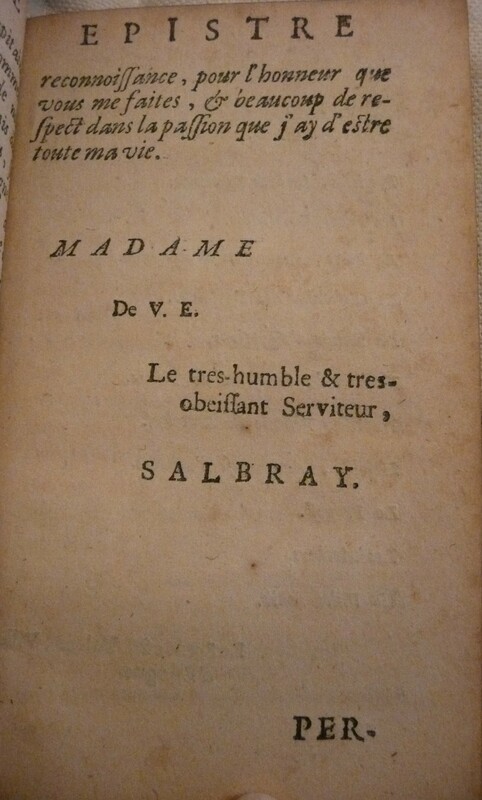 EPISTRE
reconnoiſſance, pour l'honneur que
vous me faites, & beaucoup de re-
ſpect dans la paſſion que j'ay d'eſtre
toute ma vie.
MADAME
De V. E.
Le tres-humble & tres-
obeiſſant Serviteur,
SALBRAY.
PER-